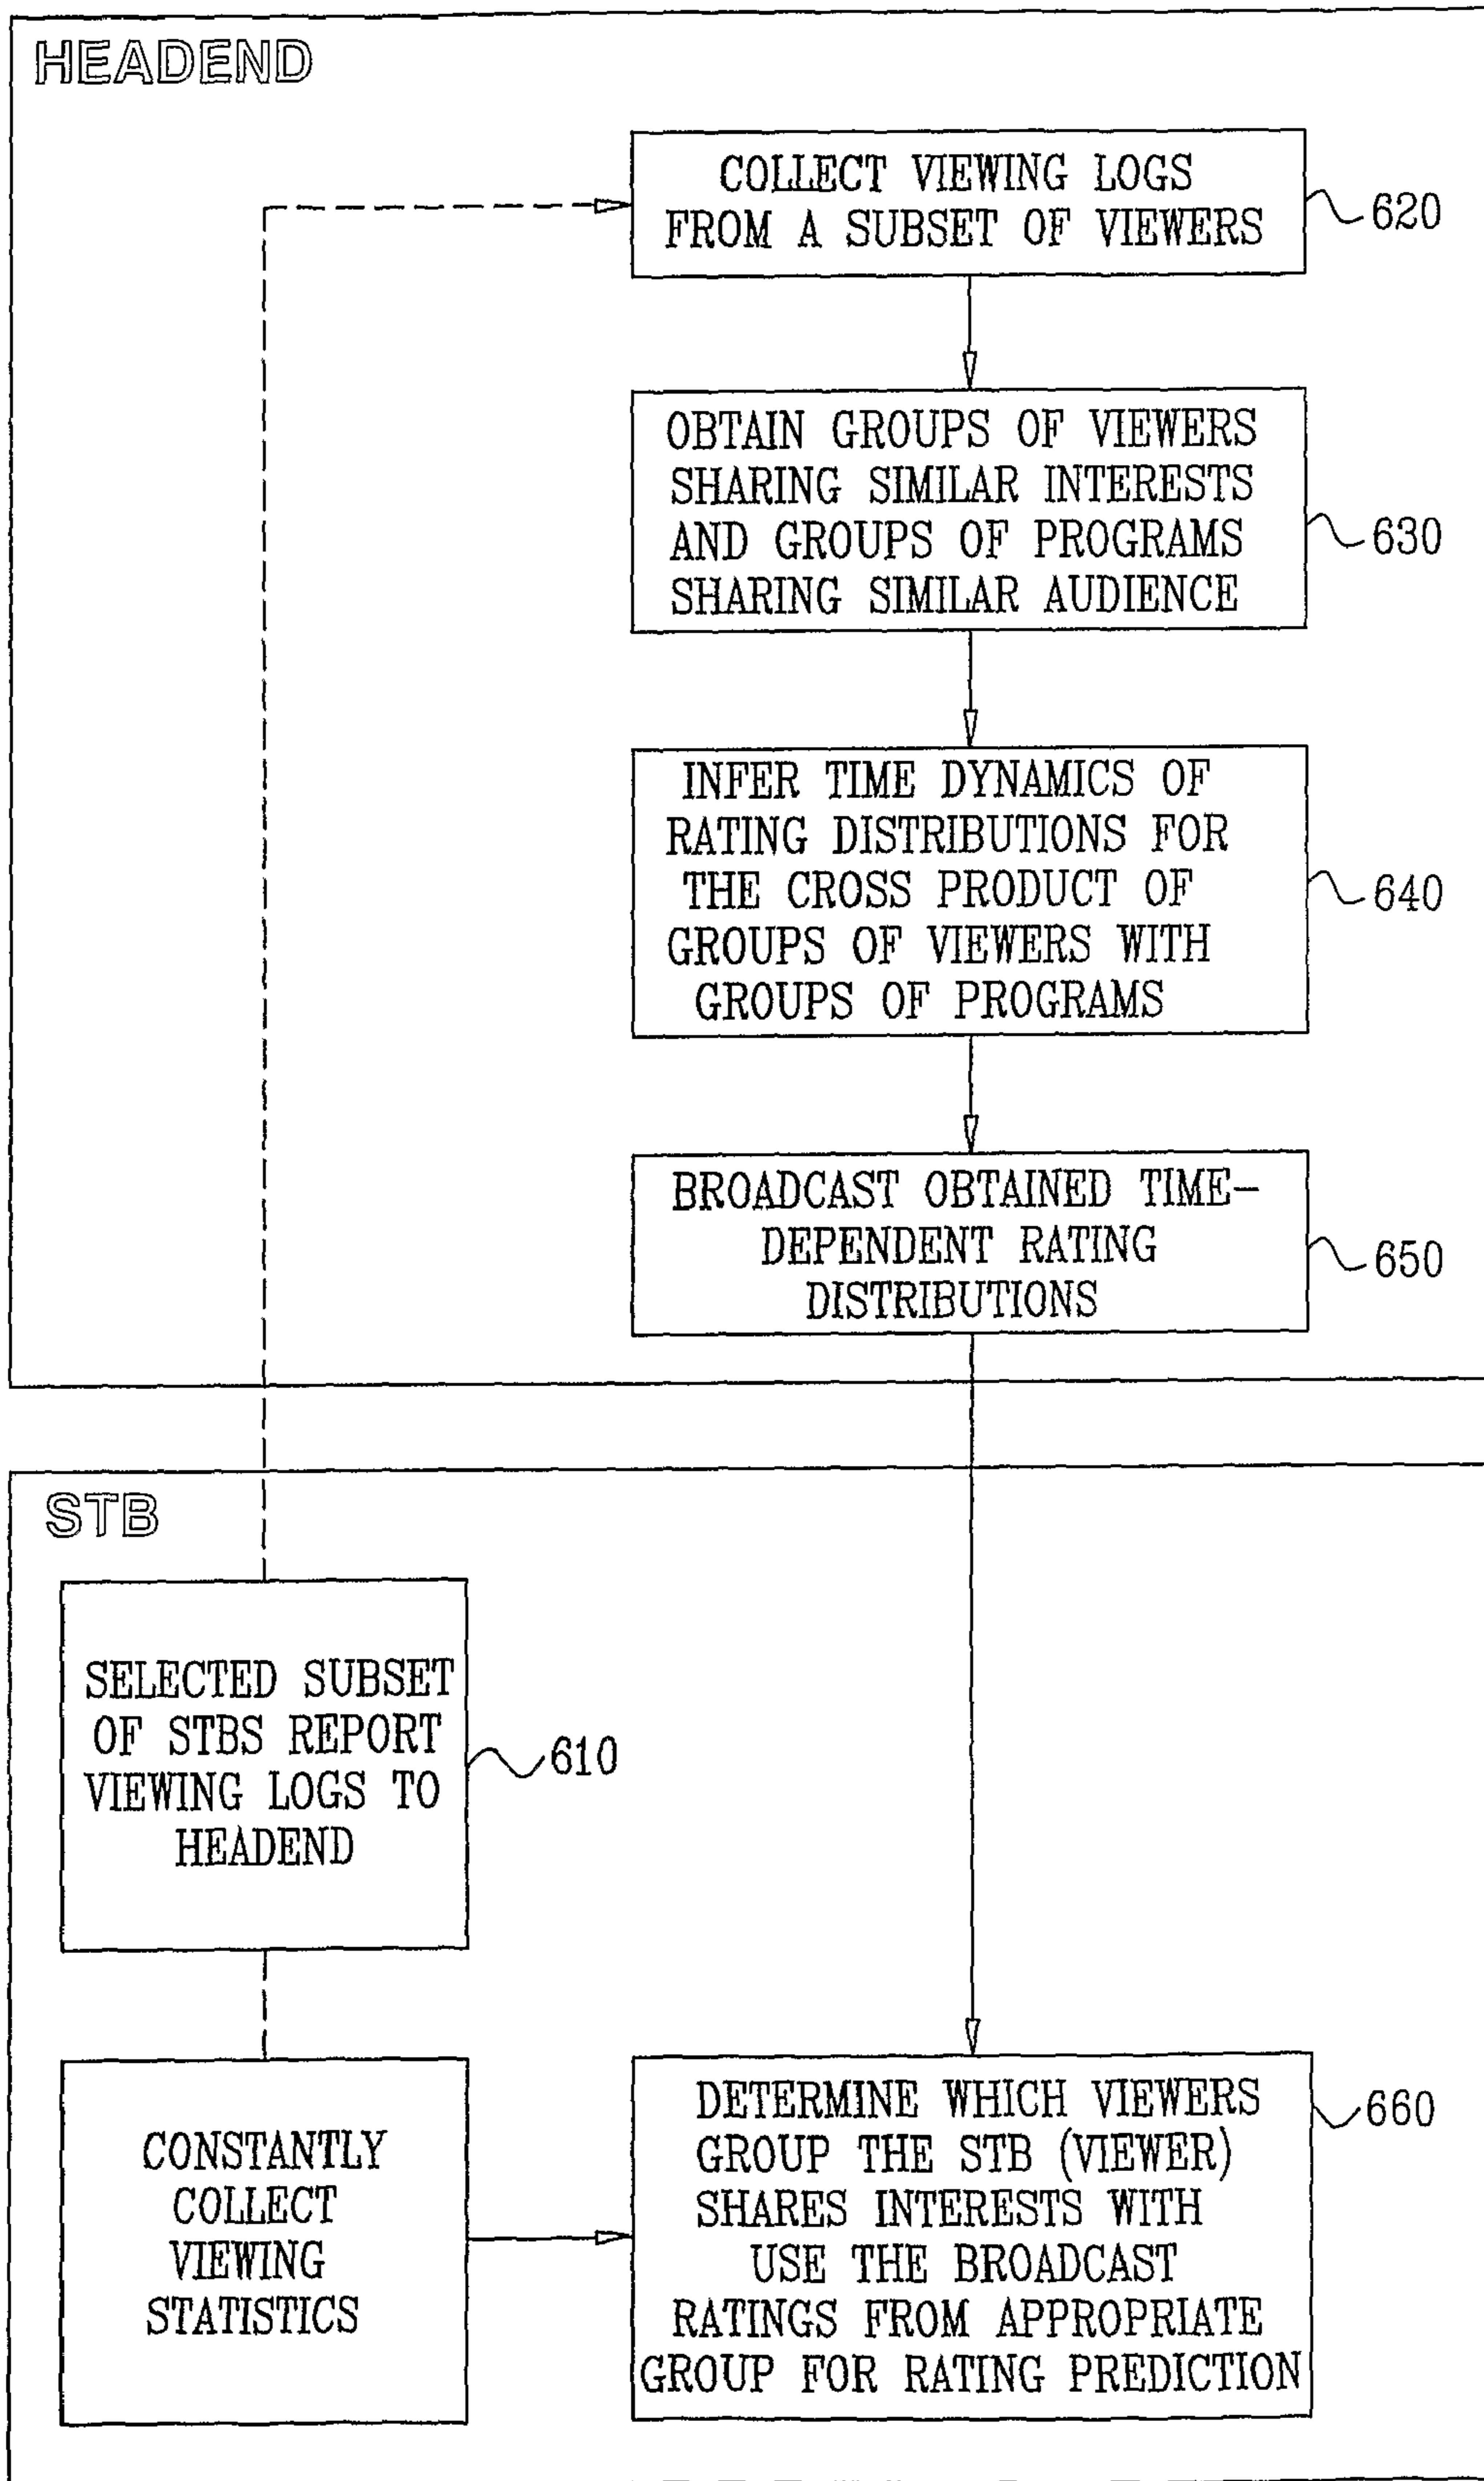 HEADEND
COLLECT VIEWING LOGS
FROM A SUBSET OF VIEWERS
620
OBTAIN GROUPS OF VIEWERS
SHARING SIMILAR INTERESTS
AND GROUPS OF PROGRAMS
SHARING SIMILAR AUDIENCE
630
INFER TIME DYNAMICS OF
RATING DISTRIBUTIONS FOR
THE CROSS PRODUCT OF
GROUPS OF VIEWERS WITH
GROUPS OF PROGRAMS
640
BROADCAST OBTAINED TIME-
DEPENDENT RATING
DISTRIBUTIONS
650
STB
SELECTED SUBSET
OF STBS REPORT
VIEWING LOGS TO
HEADEND
610
CONSTANTLY
COLLECT
VIEWING
STATISTICS
DETERMINE WHICH VIEWERS
GROUP THE STB (VIEWER)
SHARES INTERESTS WITH
USE THE BROADCAST
RATINGS FROM APPROPRIATE
GROUP FOR RATING PREDICTION
660